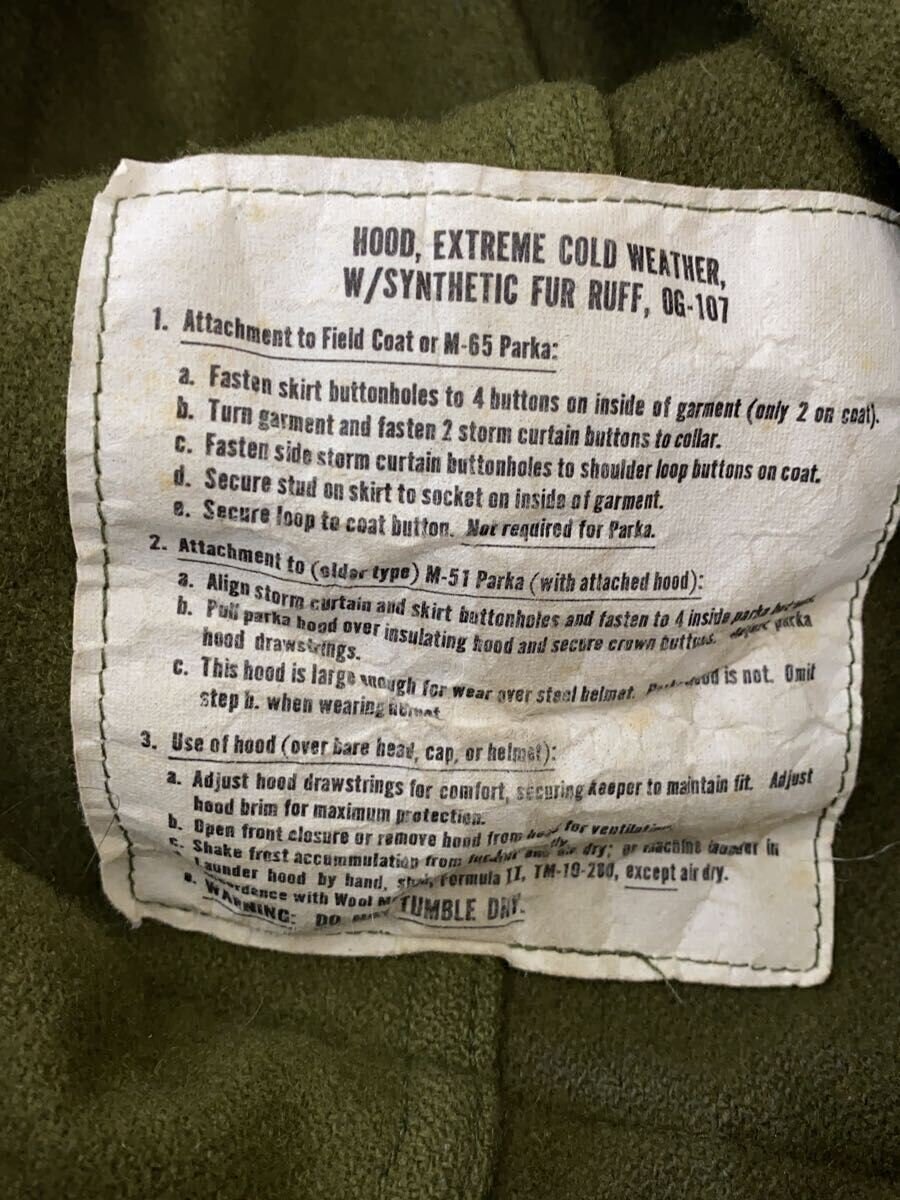 HOOD, EXTREME COLD WEATHER,
W/SYNTHETIC FUR RUFF, OG-107
1. Attachment to Field Coat or M-65 Parka:
a. Fasten skirt buttonholes to 4 buttons on inside of garment (only 2 on coat).
b. Turn garment and fasten 2 storm curtain buttons to collar.
c. Fasten side storm curtain buttonholes to shoulder loop buttons on coat.
d. Secure stud on skirt to socket on inside of garment.
e. Secure loop to coat button. Not required for Parka.
2. Attachment to (older type) M-51 Parka (with attached hood):
a. Align storm curtain and skirt buttonholes and fasten to 4 inside parka buttons.
b. Pull parka hood over insulating hood and secure crown buttons. parka
hood drawstrings.
c. This hood is large enough for wear over steel helmet. hood is not. Omit
step b. when wearing helmet
3. Use of hood (over bare head, cap, or helmet):
a. Adjust hood drawstrings for comfort, securing keeper to maintain fit. Adjust
hood brim for maximum protection.
b. Open front closure or remove hood from for
c. Shake frost accummulation from dry; or machine launder in
Launder hood by hand, Formula II, TM-10-280, except air dry.
with Wool
WARNING: DO TUMBLE DRY.